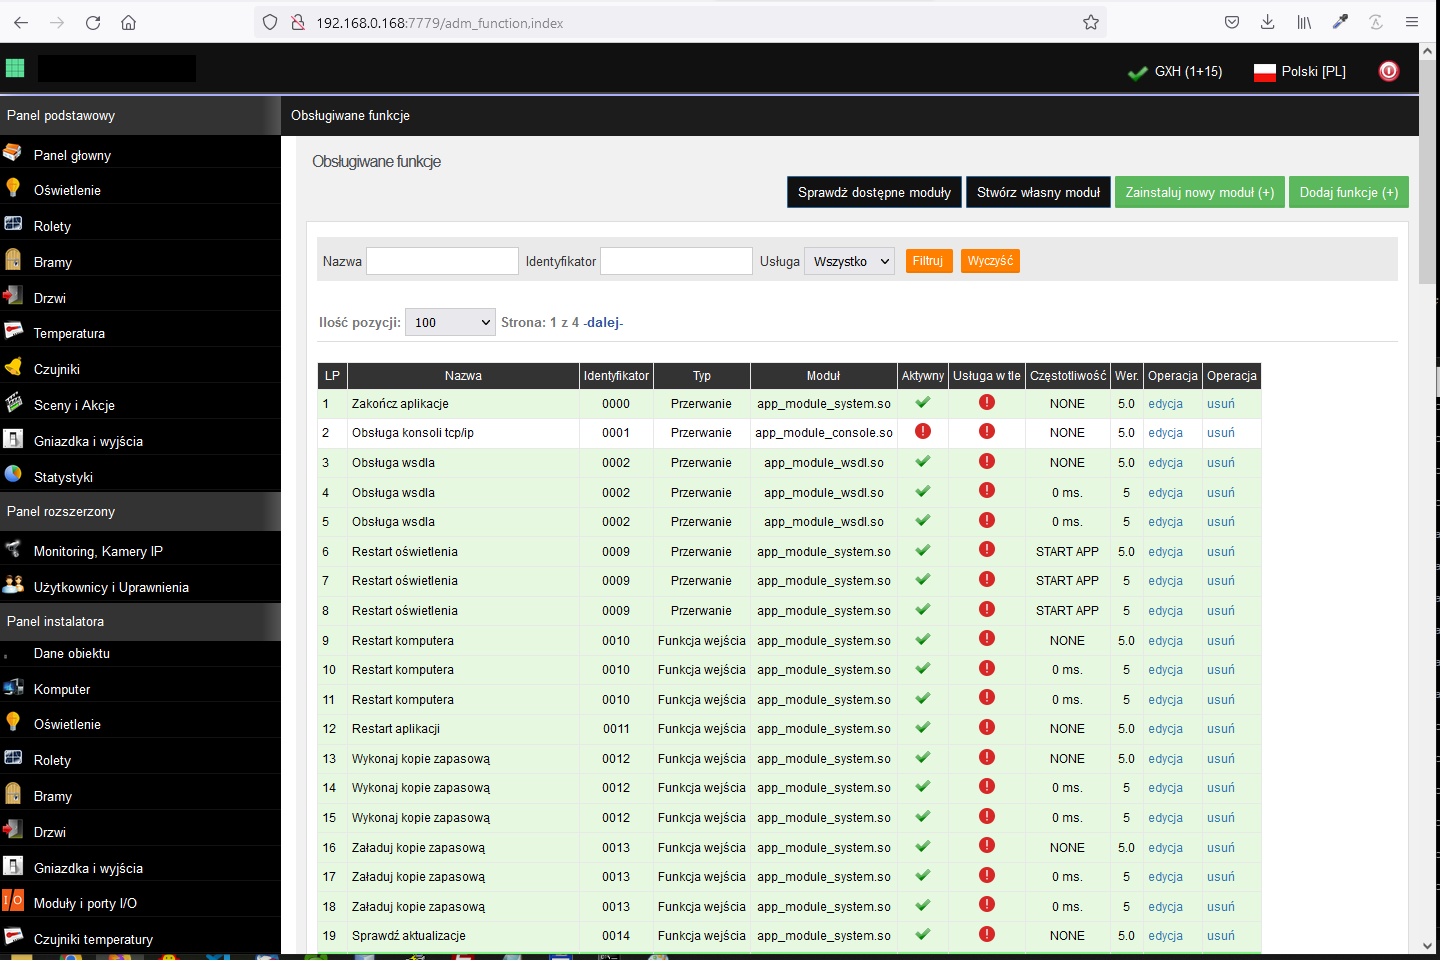 192.168.0.168:7779/adm_function,index
GXH (1+15)
Polski [PL]
Panel podstawowy
Panel głowny
Oświetlenie
Rolety
Bramy
Drzwi
Temperatura
Czujniki
Sceny i Akcje
Gniazdka i wyjścia
Statystyki
Panel rozszerzony
Monitoring, Kamery IP
Użytkownicy i Uprawnienia
Panel instalatora
Dane obiektu
Komputer
Oświetlenie
Rolety
Bramy
Drzwi
Gniazdka i wyjścia
I/O
Moduły i porty I/O
Czujniki temperatury
Obsługiwane funkcje
Obsługiwane funkcje
Sprawdź dostępne moduły Stwórz własny moduł Zainstaluj nowy moduł (+) Dodaj funkcje (+)
Nazwa Identyfikator Usługa Wszystko Filtruj Wyczyść
Ilość pozycji: 100 Strona: 1 z 4 -dalej-
LP Nazwa Identyfikator Typ Moduł Aktywny Usługa w tle Częstotliwość Wer. Operacja Operacja
1 Zakończ aplikacje 0000 Przerwanie app_module_system.so NONE 5.0 edycja usuń
2 Obsługa konsoli tcp/ip 0001 Przerwanie app_module_console.so NONE 5.0 edycja usuń
3 Obsługa wsdla 0002 Przerwanie app_module_wsdl.so NONE 5.0 edycja usuń
4 Obsługa wsdla 0002 Przerwanie app_module_wsdl.so 0 ms. 5 edycja usuń
5 Obsługa wsdla 0002 Przerwanie app_module_wsdl.so 0 ms. 5 edycja usuń
6 Restart oświetlenia 0009 Przerwanie app_module_system.so START APP 5.0 edycja usuń
7 Restart oświetlenia 0009 Przerwanie app_module_system.so START APP 5 edycja usuń
8 Restart oświetlenia 0009 Przerwanie app_module_system.so START APP 5 edycja usuń
9 Restart komputera 0010 Funkcja wejścia app_module_system.so NONE 5.0 edycja usuń
10 Restart komputera 0010 Funkcja wejścia app_module_system.so 0 ms. 5 edycja usuń
11 Restart komputera 0010 Funkcja wejścia app_module_system.so 0 ms. 5 edycja usuń
12 Restart aplikacji 0011 Funkcja wejścia app_module_system.so NONE 5.0 edycja usuń
13 Wykonaj kopie zapasową 0012 Funkcja wejścia app_module_system.so NONE 5.0 edycja usuń
14 Wykonaj kopie zapasową 0012 Funkcja wejścia app_module_system.so 0 ms. 5 edycja usuń
15 Wykonaj kopie zapasową 0012 Funkcja wejścia app_module_system.so 0 ms. 5 edycja usuń
16 Załaduj kopie zapasową 0013 Funkcja wejścia app_module_system.so NONE 5.0 edycja usuń
17 Załaduj kopie zapasową 0013 Funkcja wejścia app_module_system.so 0 ms. 5 edycja usuń
18 Załaduj kopie zapasową 0013 Funkcja wejścia app_module_system.so 0 ms. 5 edycja usuń
19 Sprawdź aktualizacje 0014 Funkcja wejścia app_module_system.so NONE 5.0 edycja usuń